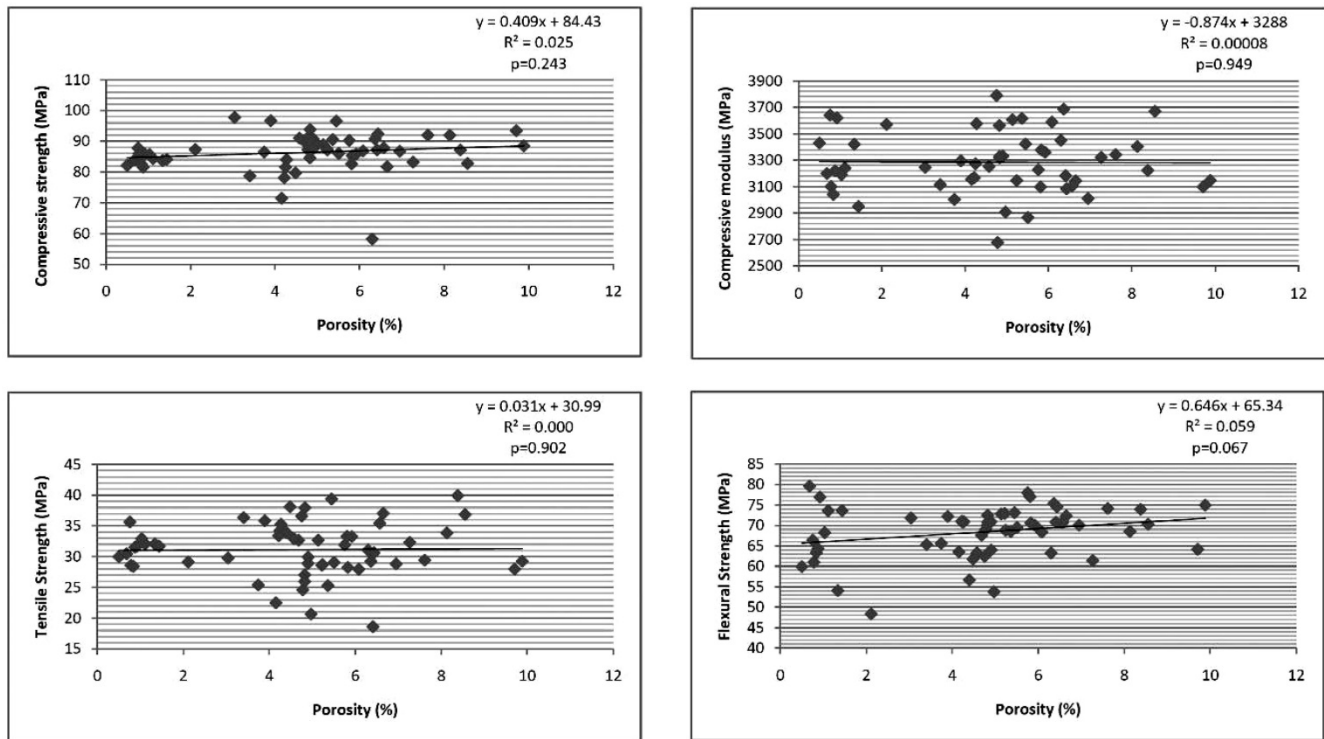 y = 0.409x + 84.43
R² = 0.025
p=0.243
110
100
90
80
70
60
50
Compressive strength (MPa)
0 2 4 6 8 10 12
Porosity (%)
y = -0.874x + 3288
R² = 0.00008
p=0.949
3900
3700
3500
3300
3100
2900
2700
2500
Compressive modulus (MPa)
0 2 4 6 8 10 12
Porosity (%)
y = 0.031x + 30.99
R² = 0.000
p=0.902
45
40
35
30
25
20
15
Tensile Strength (MPa)
0 2 4 6 8 10 12
Porosity (%)
y = 0.646x + 65.34
R² = 0.059
p=0.067
85
80
75
70
65
60
55
50
45
40
Flexural Strength (MPa)
0 2 4 6 8 10 12
Porosity (%)